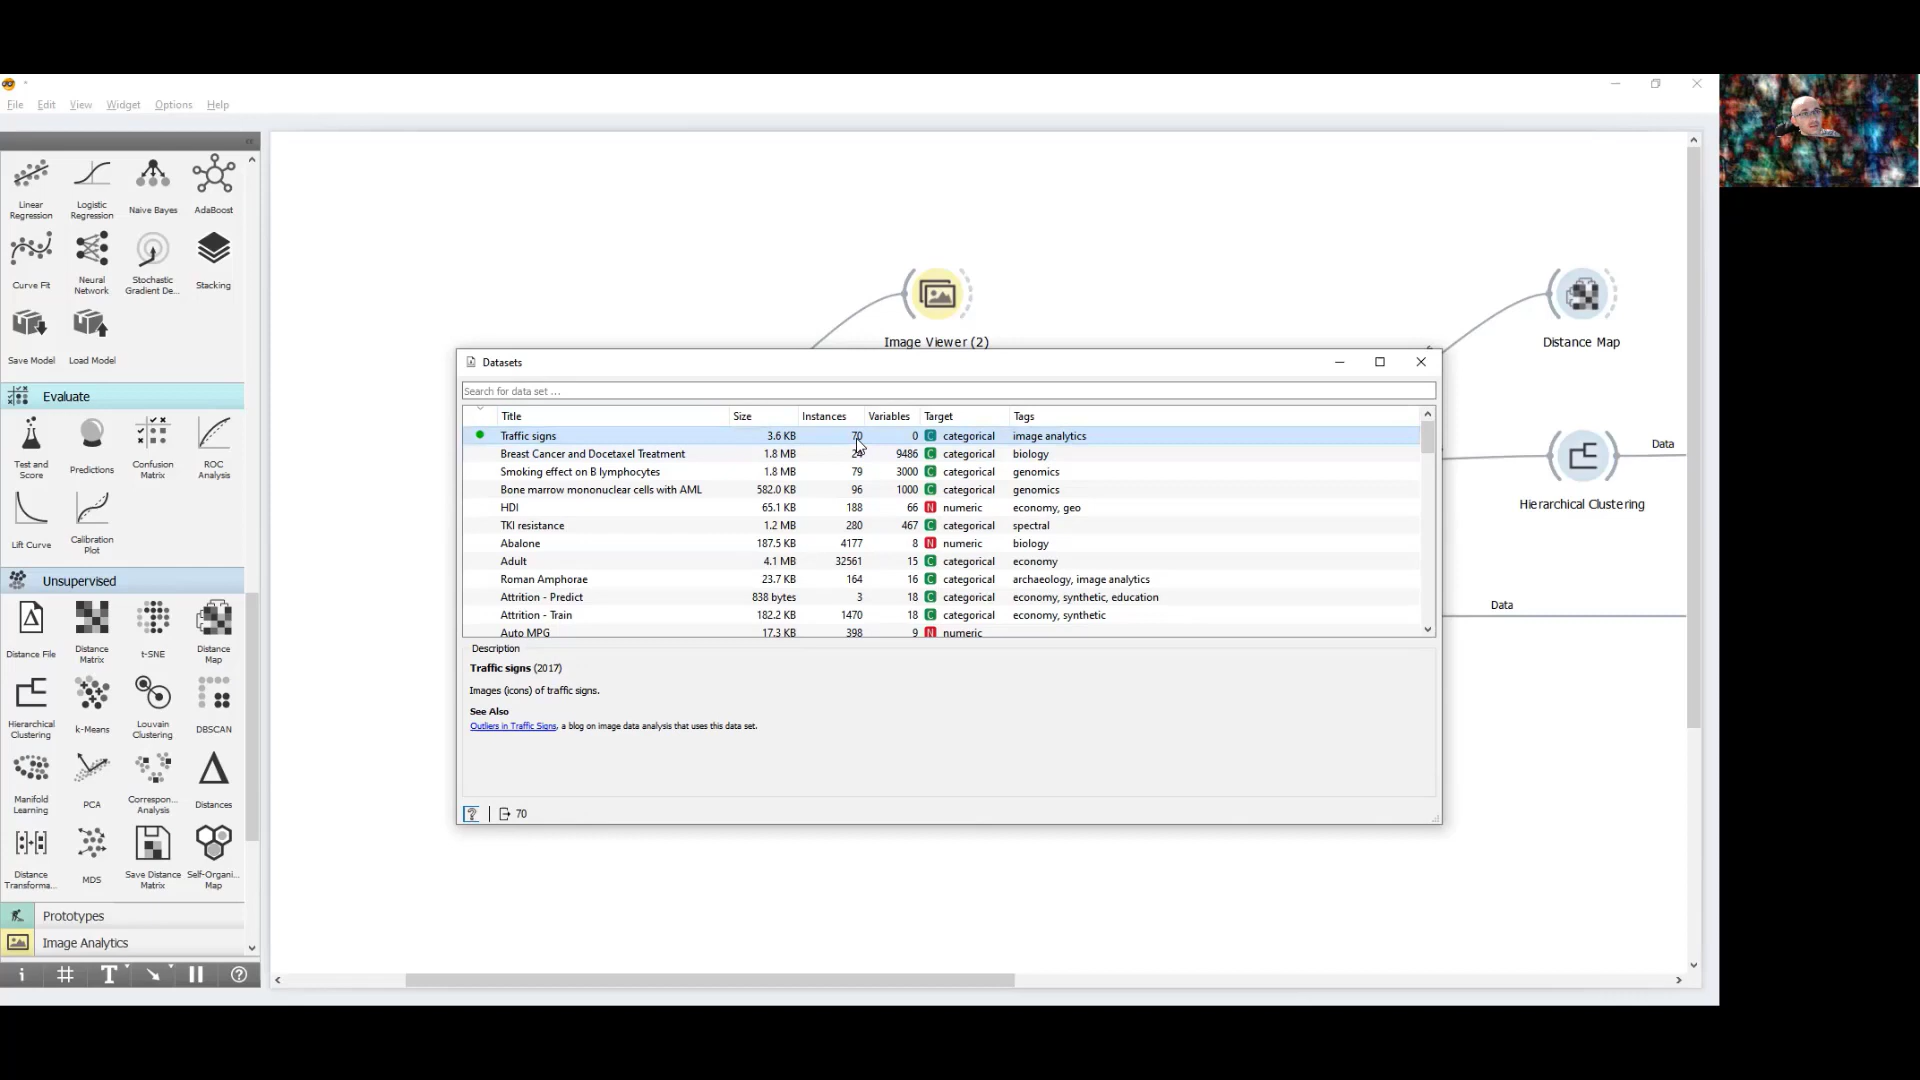 File Edit View Widget Options Help
Linear Regression
Logistic Regression
Naive Bayes
AdaBoost
Curve Fit
Neural Network
Stochastic Gradient De...
Stacking
Save Model
Load Model
Evaluate
Test and Score
Predictions
Confusion Matrix
ROC Analysis
Lift Curve
Calibration Plot
Unsupervised
Distance File
Distance Matrix
t-SNE
Distance Map
Hierarchical Clustering
k-Means
Louvain Clustering
DBSCAN
Manifold Learning
PCA
Correspon... Analysis
Distances
Distance Transforma...
MDS
Save Distance Matrix
Self-Organi... Map
Prototypes
Image Analytics
Image Viewer (2)
Distance Map
Data
Hierarchical Clustering
Data
Datasets
Search for data set ...
Title Size Instances Variables Target Tags
Traffic signs 3.6 KB 70 0 C categorical image analytics
Breast Cancer and Docetaxel Treatment 1.8 MB 24 9486 C categorical biology
Smoking effect on B lymphocytes 1.8 MB 79 3000 C categorical genomics
Bone marrow mononuclear cells with AML 582.0 KB 96 1000 C categorical genomics
HDI 65.1 KB 188 66 N numeric economy, geo
TKI resistance 1.2 MB 280 467 C categorical spectral
Abalone 187.5 KB 4177 8 N numeric biology
Adult 4.1 MB 32561 15 C categorical economy
Roman Amphorae 23.7 KB 164 16 C categorical archaeology, image analytics
Attrition - Predict 838 bytes 3 18 C categorical economy, synthetic, education
Attrition - Train 182.2 KB 1470 18 C categorical economy, synthetic
Auto MPG 17.3 KB 398 9 N numeric
Description
Traffic signs (2017)
Images (icons) of traffic signs.
See Also
Outliers in Traffic Signs, a blog on image data analysis that uses this data set.
? | 70